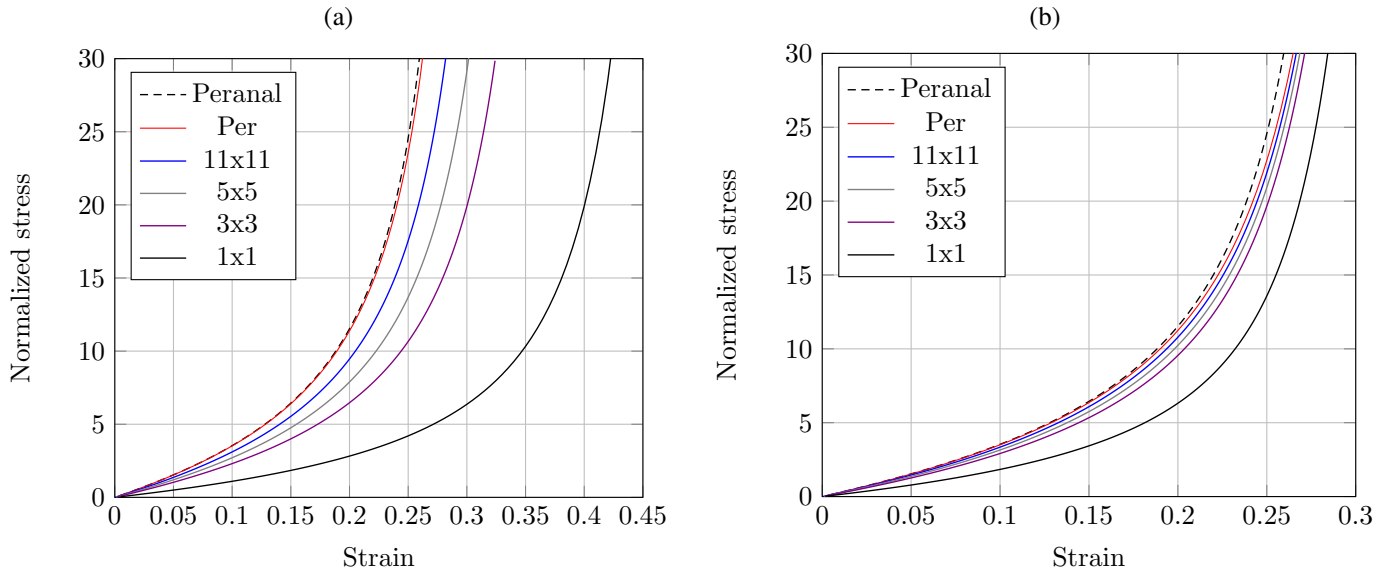 (a)
30
25
20
15
10
5
0
Normalized stress
Peranal
Per
11x11
5x5
3x3
1x1
0 0.05 0.1 0.15 0.2 0.25 0.3 0.35 0.4 0.45
Strain
(b)
30
25
20
15
10
5
0
Normalized stress
Peranal
Per
11x11
5x5
3x3
1x1
0 0.05 0.1 0.15 0.2 0.25 0.3
Strain